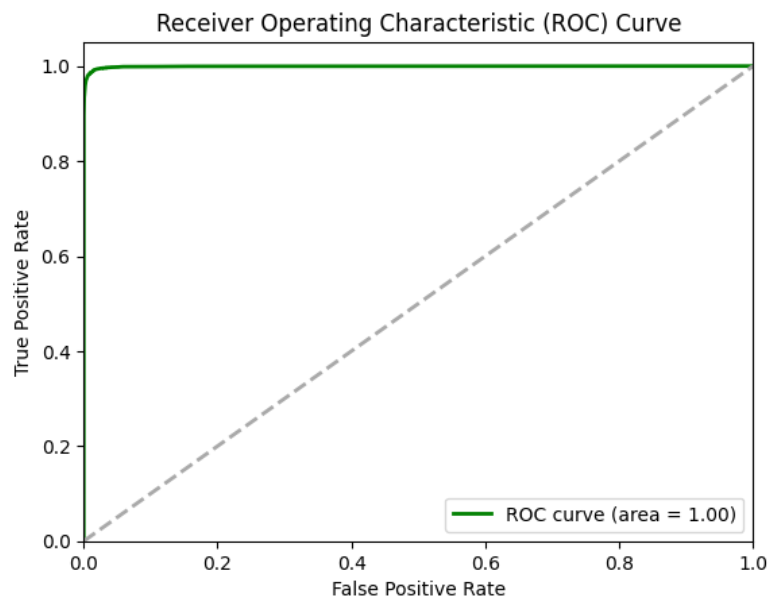 Receiver Operating Characteristic (ROC) Curve
True Positive Rate
1.0
0.8
0.6
0.4
0.2
0.0
ROC curve (area = 1.00)
0.0 0.2 0.4 0.6 0.8 1.0
False Positive Rate